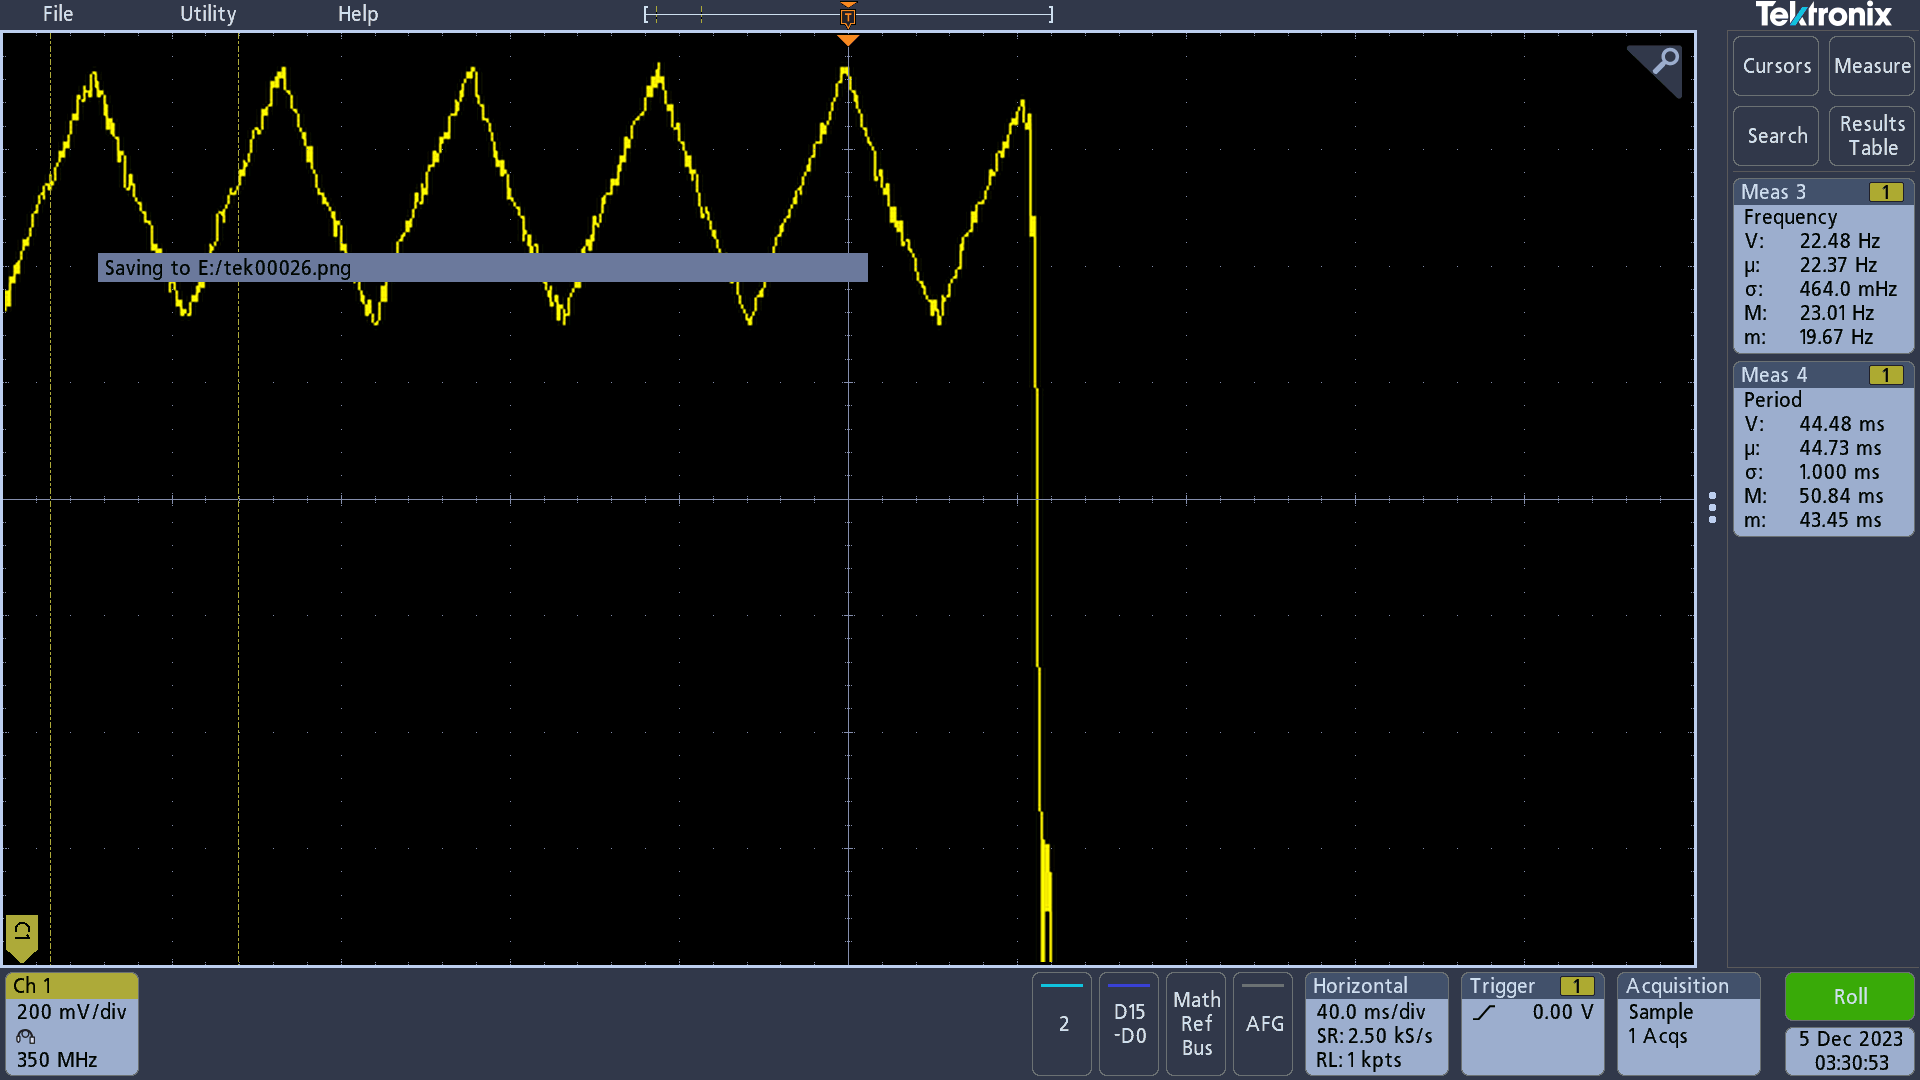 File Utility Help
T
Tektronix
Cursors Measure
Search Results Table
Meas 3 1
Frequency
V: 22.48 Hz
µ: 22.37 Hz
σ: 464.0 mHz
M: 23.01 Hz
m: 19.67 Hz
Meas 4 1
Period
V: 44.48 ms
µ: 44.73 ms
σ: 1.000 ms
M: 50.84 ms
m: 43.45 ms
Saving to E:/tek00026.png
C1
Ch 1
200 mV/div
350 MHz
2
D15
-D0
Math
Ref
Bus
AFG
Horizontal
40.0 ms/div
SR: 2.50 kS/s
RL: 1 kpts
Trigger 1
0.00 V
Acquisition
Sample
1 Acqs
Roll
5 Dec 2023
03:30:53